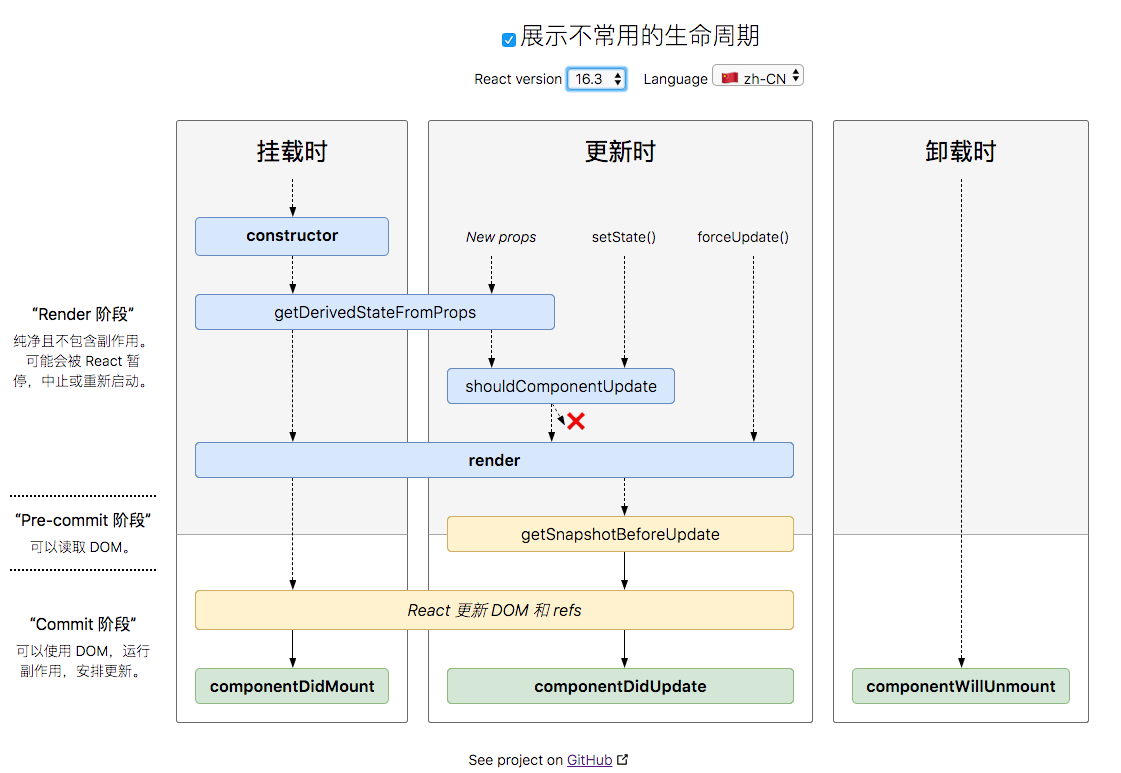 展示不常用的生命周期
React version 16.3 Language 🇨🇳 zh-CN
挂载时
更新时
卸载时
constructor
New props
setState()
forceUpdate()
“Render 阶段”
纯净且不包含副作用。
可能会被 React 暂
停，中止或重新启动。
getDerivedStateFromProps
shouldComponentUpdate
render
“Pre-commit 阶段”
可以读取 DOM。
getSnapshotBeforeUpdate
“Commit 阶段”
可以使用 DOM，运行
副作用，安排更新。
React 更新 DOM 和 refs
componentDidMount
componentDidUpdate
componentWillUnmount
See project on GitHub